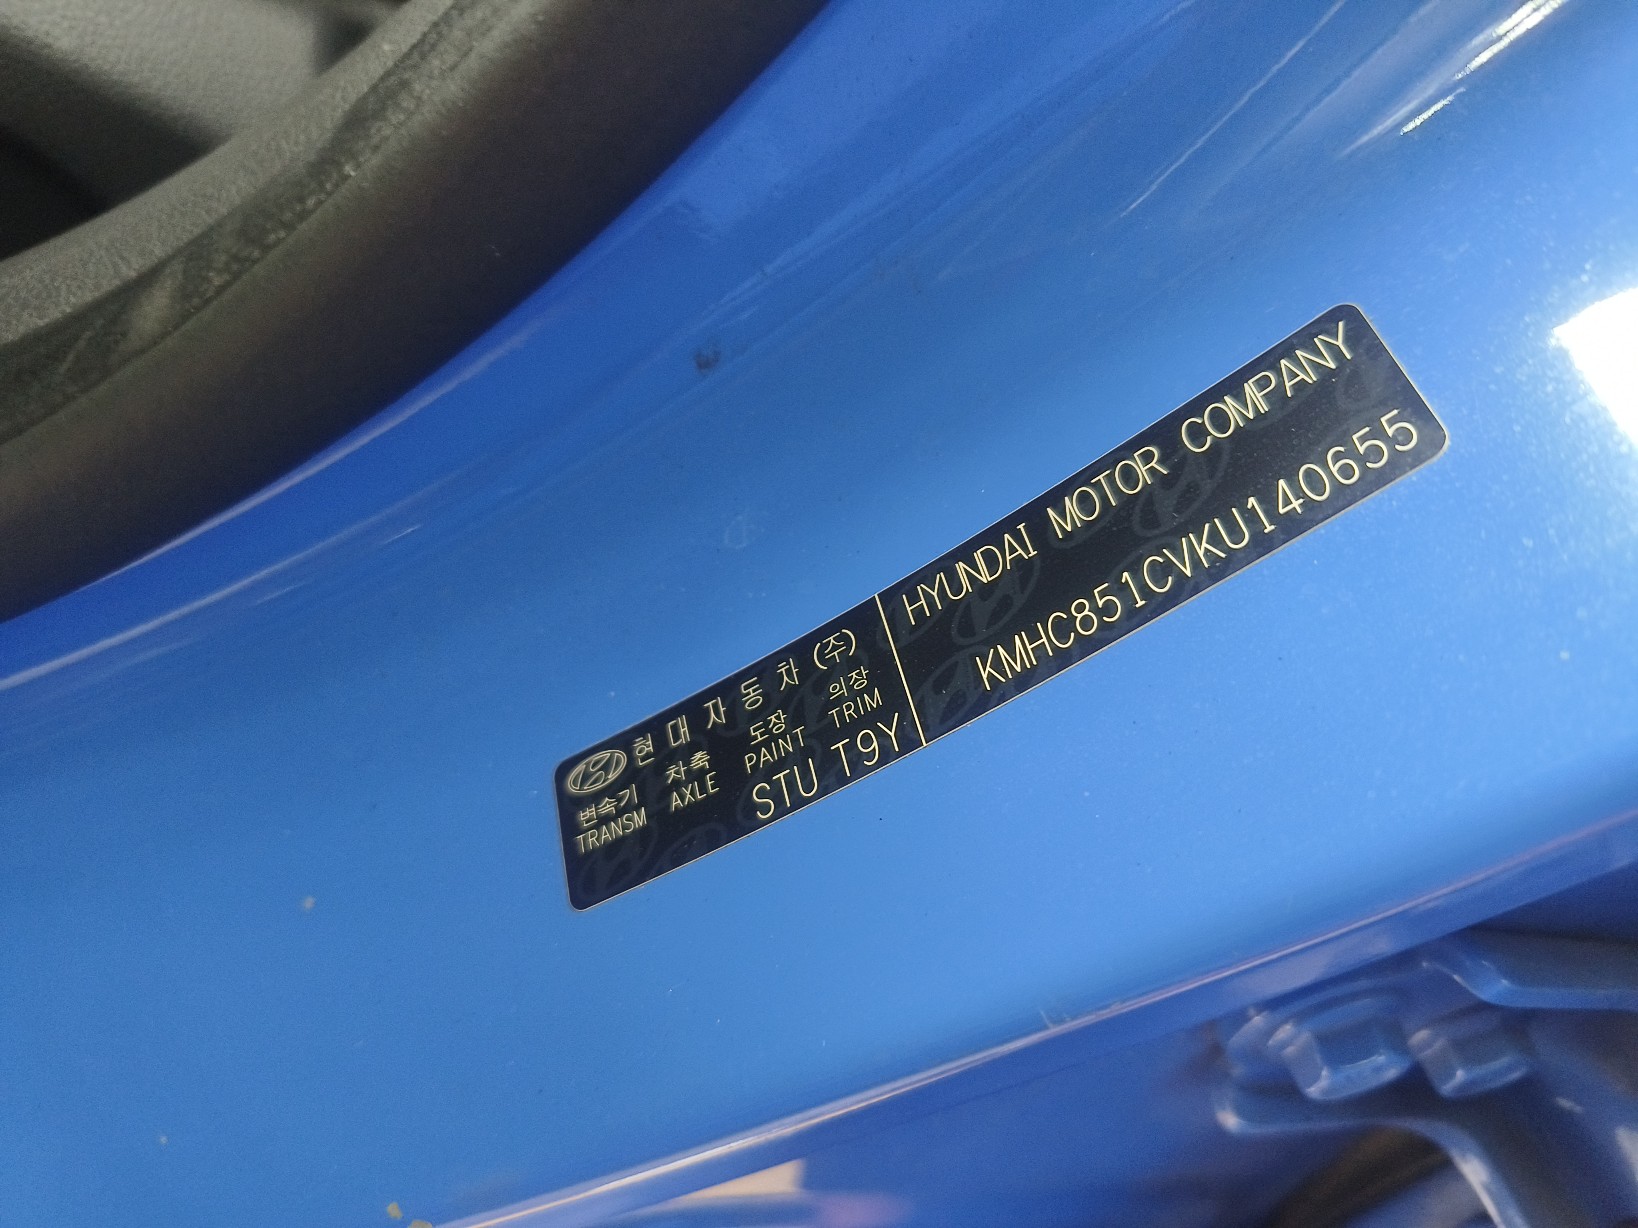 현대자동차(주)
변속기 차축 도장 의장
TRANSM AXLE PAINT TRIM
STU T9Y
HYUNDAI MOTOR COMPANY
KMHC851CVKU140655